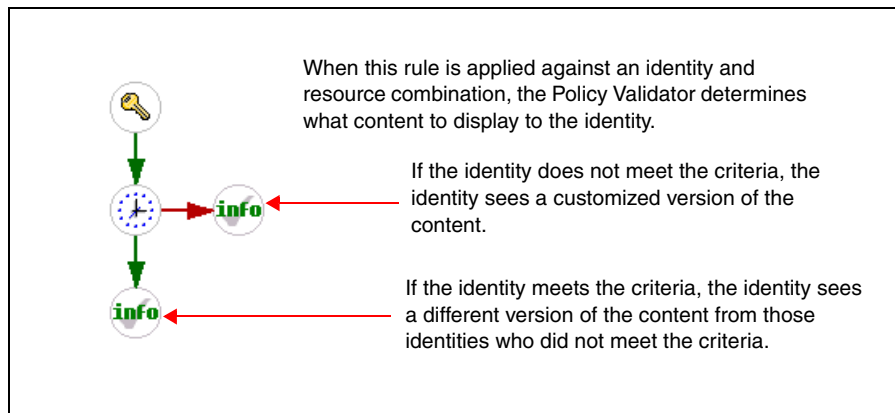 When this rule is applied against an identity and
resource combination, the Policy Validator determines
what content to display to the identity.
If the identity does not meet the criteria, the
identity sees a customized version of the
content.
info
If the identity meets the criteria, the identity sees
a different version of the content from those
identities who did not meet the criteria.
info